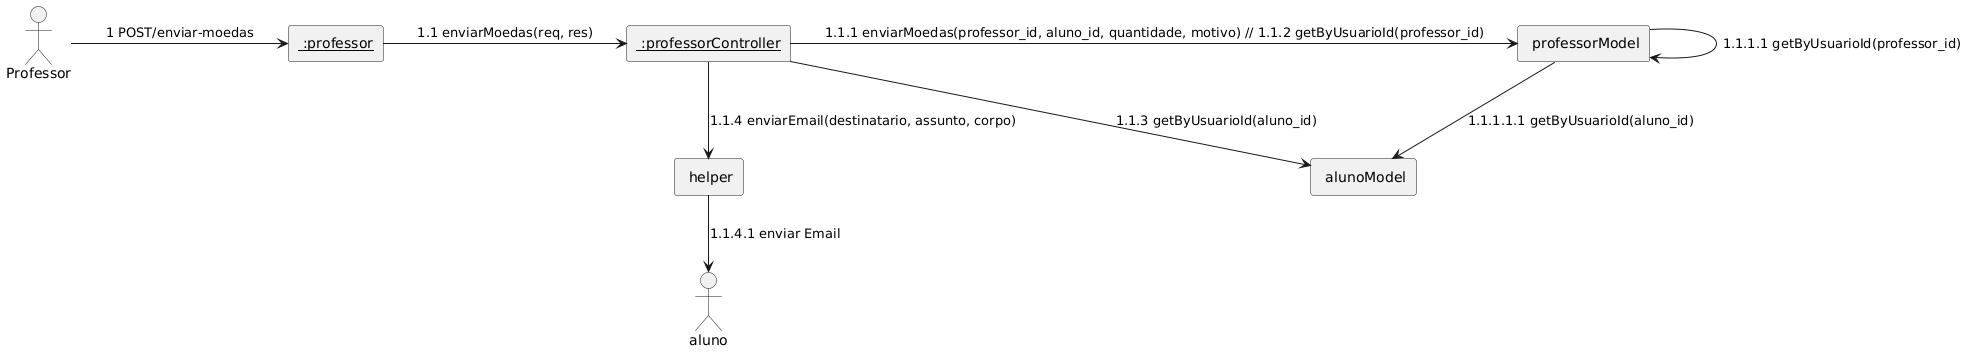 1 POST/enviar-moedas
1.1 enviarMoedas(req, res)
1.1.1 enviarMoedas(professor_id, aluno_id, quantidade, motivo) // 1.1.2 getByUsuarioId(professor_id)
Professor
:professor
:professorController
professorModel
1.1.1.1 getByUsuarioId(professor_id)
1.1.4 enviarEmail(destinatario, assunto, corpo)
1.1.3 getByUsuarioId(aluno_id)
1.1.1.1.1 getByUsuarioId(aluno_id)
helper
alunoModel
1.1.4.1 enviar Email
aluno